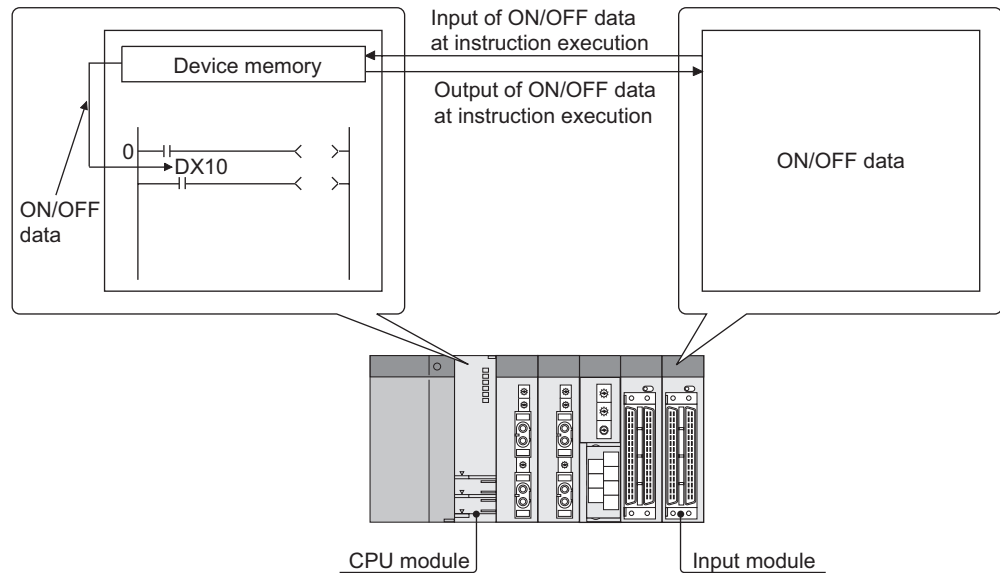 Input of ON/OFF data
at instruction execution
Device memory
Output of ON/OFF data
at instruction execution
0
DX10
ON/OFF data
ON/OFF
data
CPU module
Input module